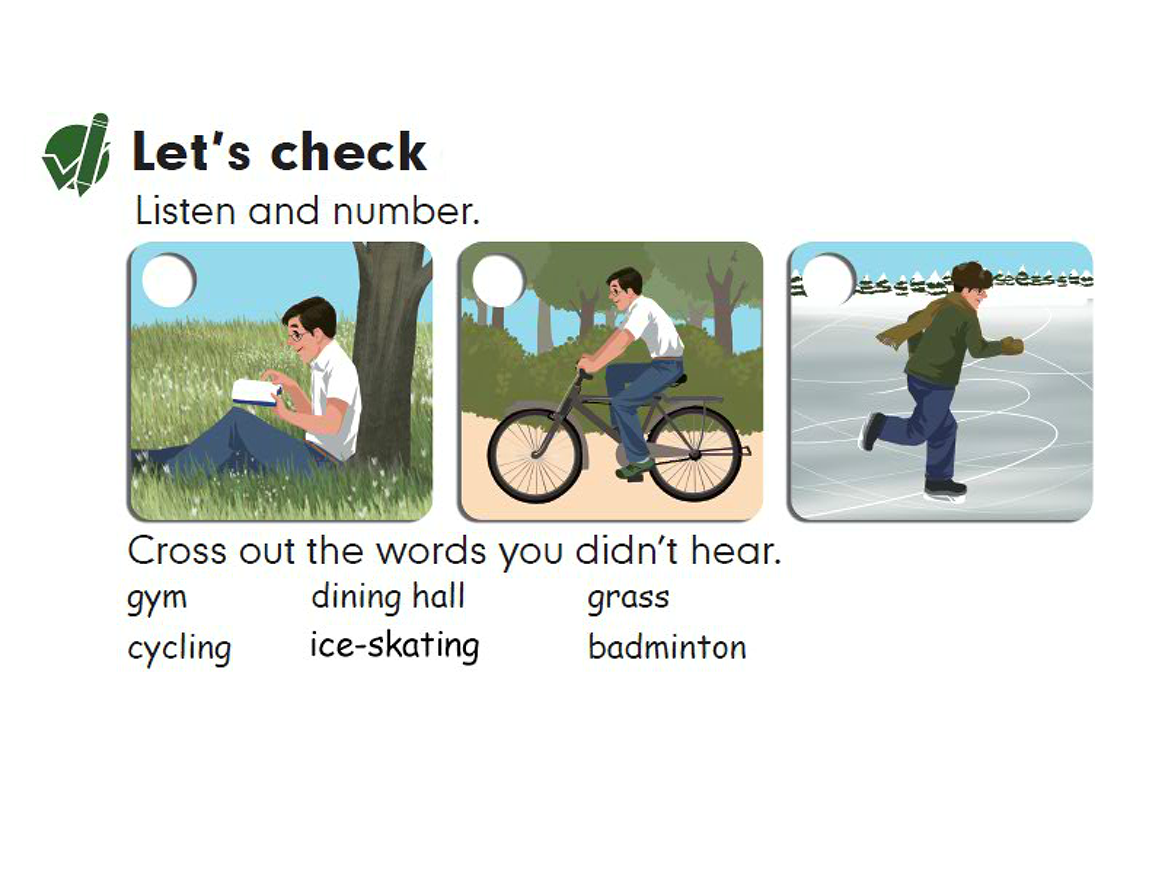 Let's check
Listen and number.
Cross out the words you didn't hear.
gym dining hall grass
cycling ice-skating badminton